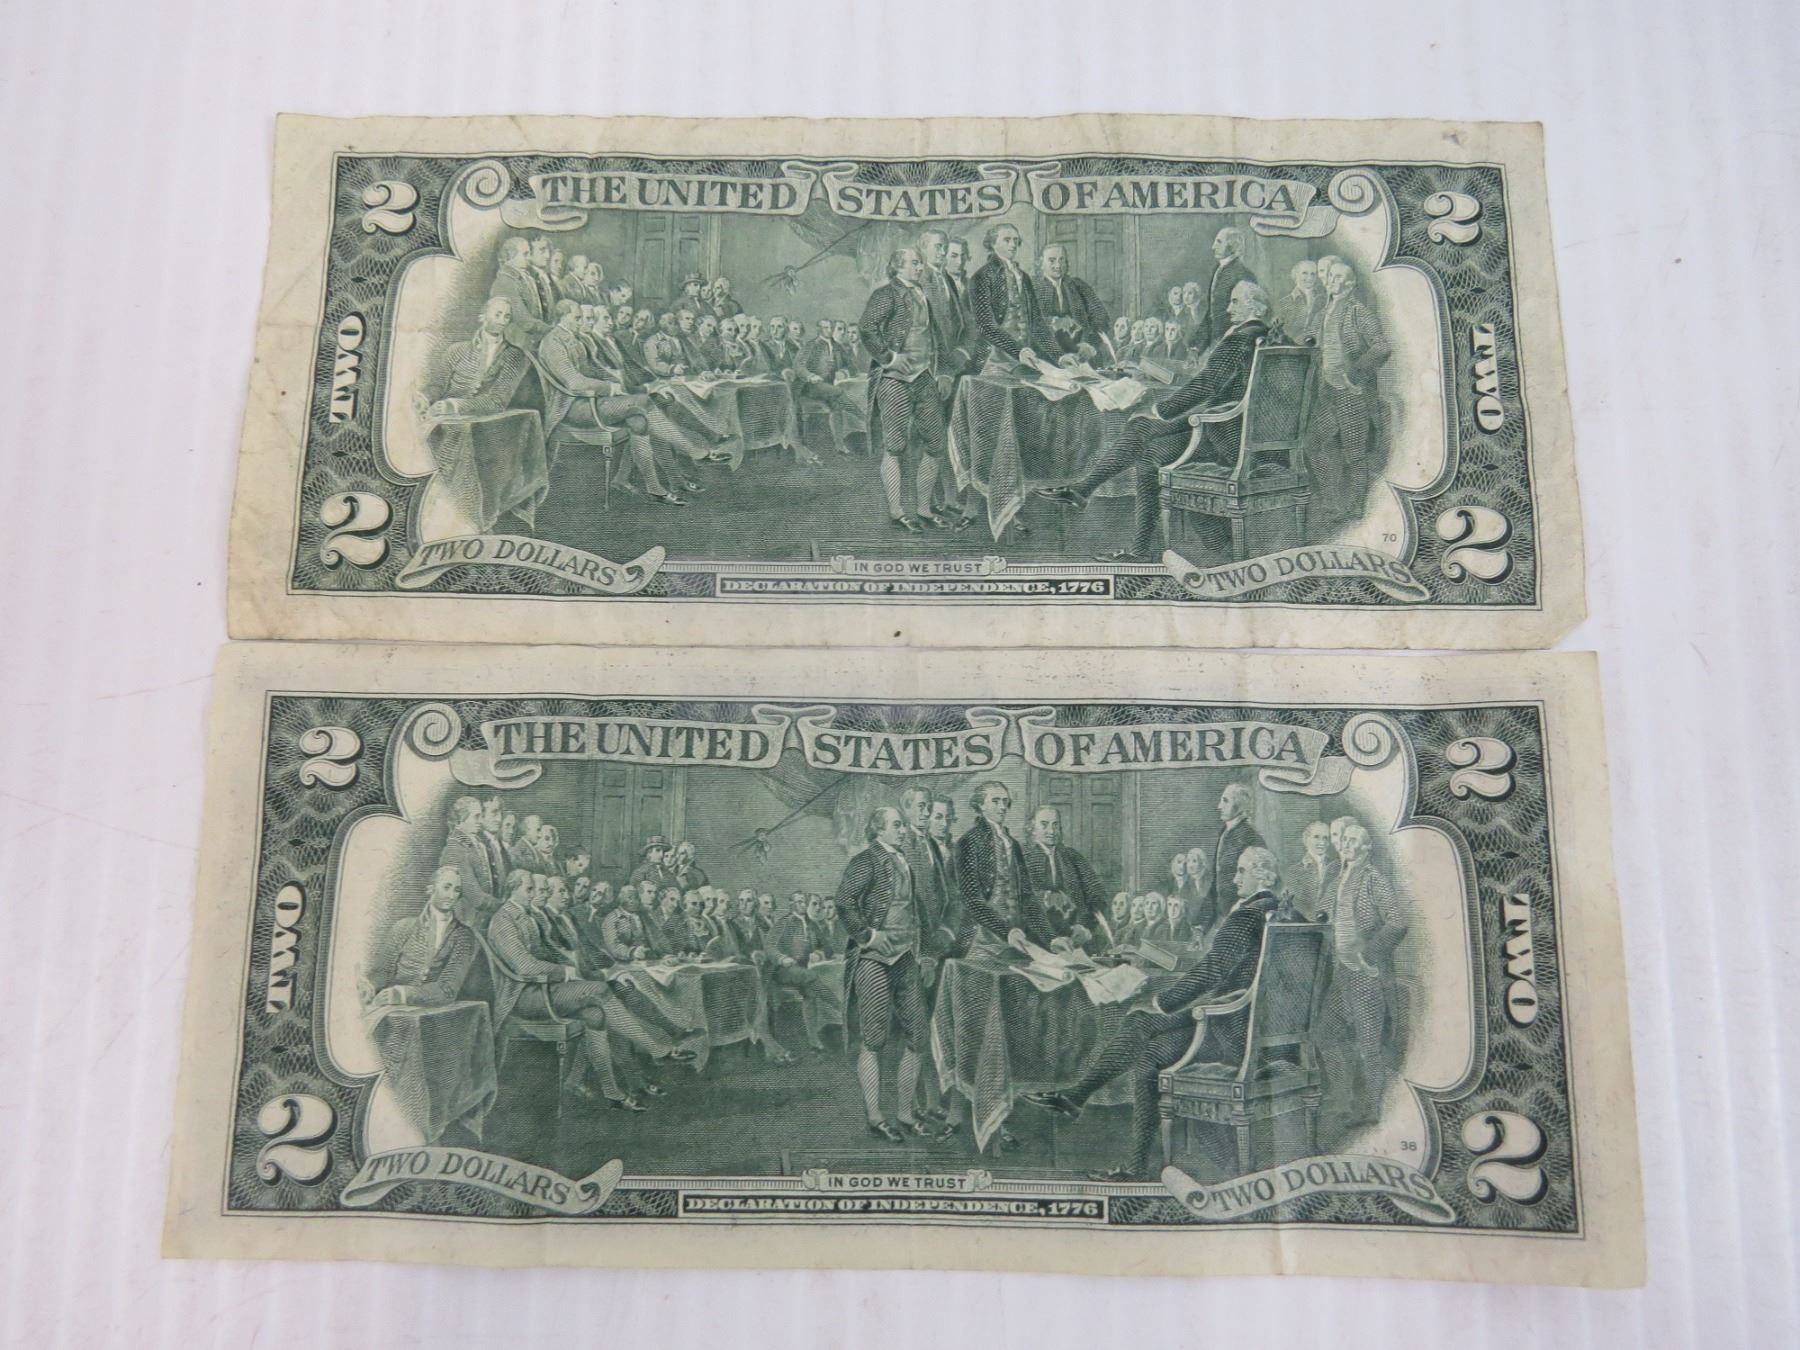 THE UNITED STATES OF AMERICA
2 2
TWO TWO
2 2
70
TWO DOLLARS IN GOD WE TRUST TWO DOLLARS
DECLARATION OF INDEPENDENCE, 1776
THE UNITED STATES OF AMERICA
2 2
TWO TWO
2 2
38
TWO DOLLARS IN GOD WE TRUST TWO DOLLARS
DECLARATION OF INDEPENDENCE, 1776